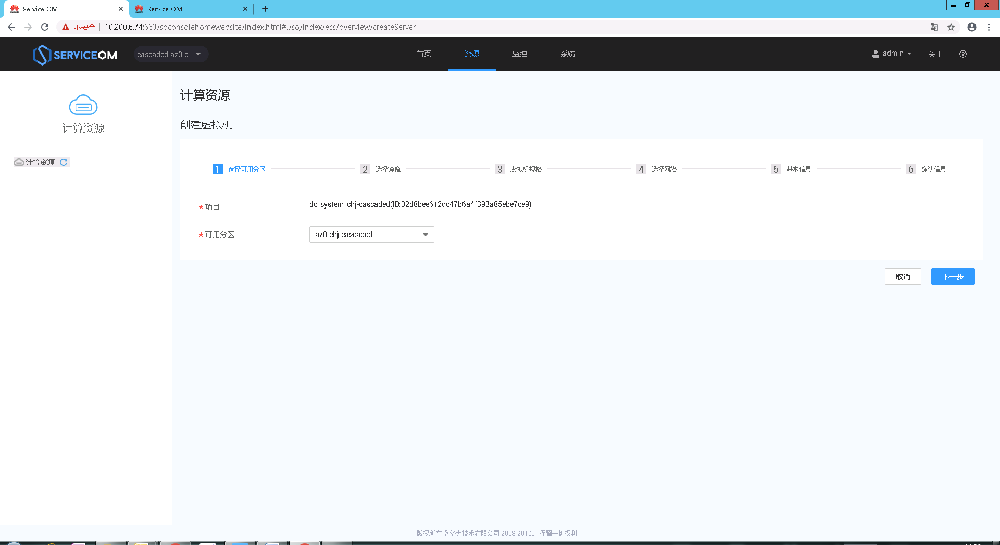 Service OM
Service OM
不安全 10.200.6.74:663/soconsolehomewebsite/index.html#!/so/index/ecs/overview/createServer
SERVICEOM cascaded-az0.c... 首页 资源 监控 系统 admin 关于
计算资源
计算资源
计算资源
创建虚拟机
1 选择可用分区 2 选择镜像 3 虚拟机规格 4 选择网络 5 基本信息 6 确认信息
* 项目 dc_system_chj-cascaded(ID:02d8bee612dc47b6a4f393a85ebe7ce9)
* 可用分区 az0.chj-cascaded
取消 下一步
版权所有 © 华为技术有限公司 2008-2019。 保留一切权利。